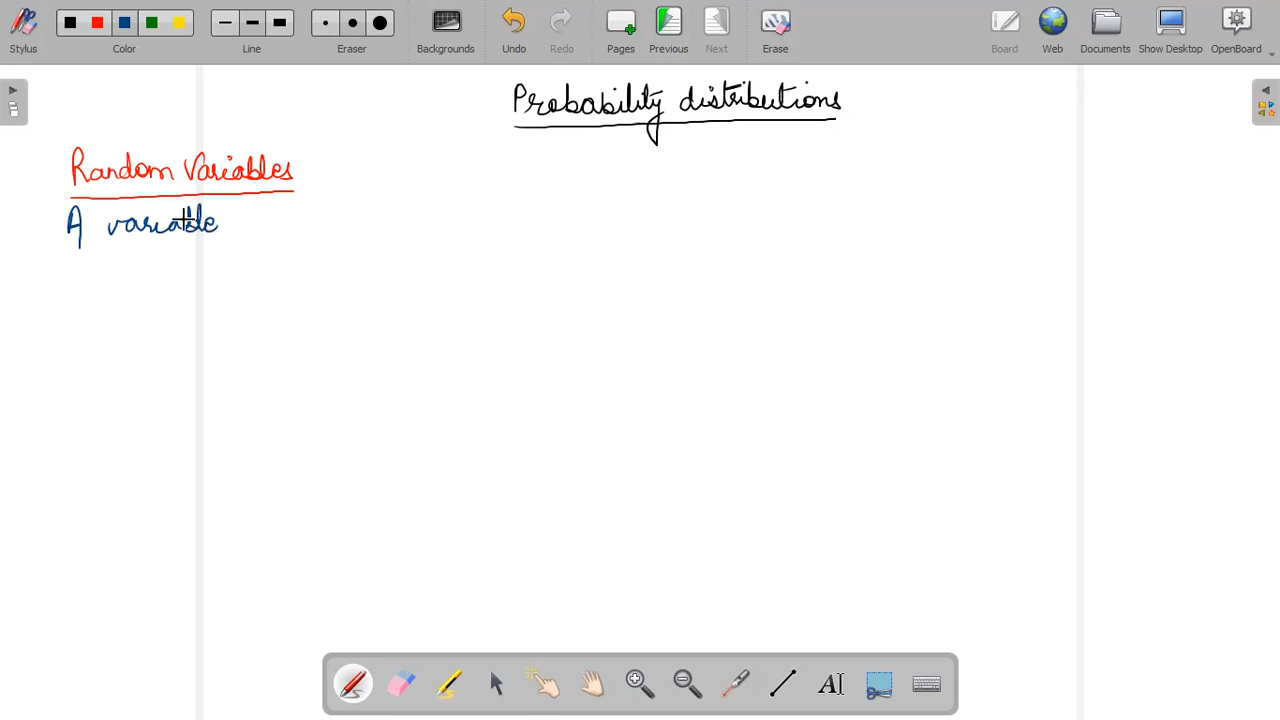 Stylus Color Line Eraser Backgrounds Undo Redo Pages Previous Next Erase Board Web Documents Show Desktop OpenBoard
Probability distributions
Random Variables
A variable